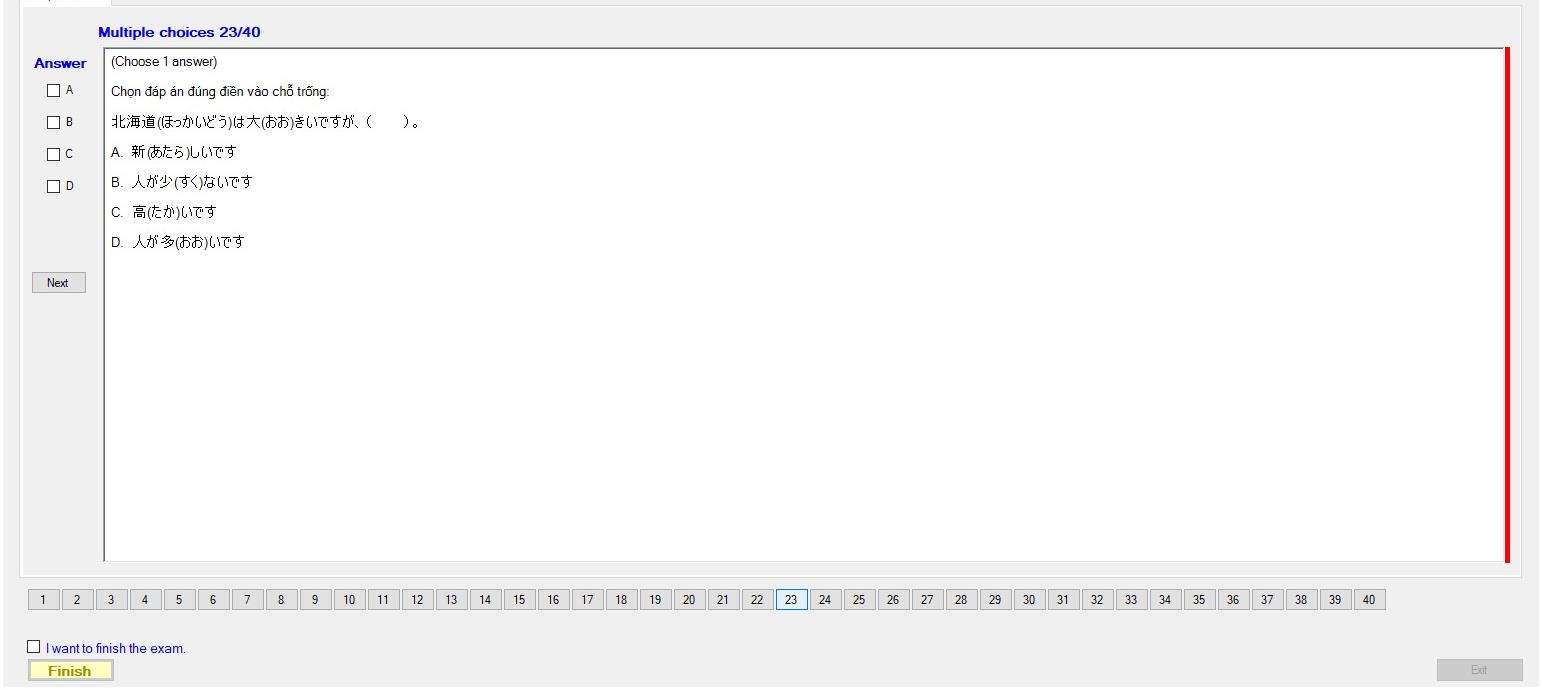 Multiple choices 23/40
Answer
(Choose 1 answer)
A
Chọn đáp án đúng điền vào chỗ trống:
B
北海道(ほっかいどう)は大(おお)きいですが、( )。
C
A. 新(あたら)しいです
D
B. 人が少(すく)ないです
C. 高(たか)いです
D. 人が多(おお)いです
Next
1 2 3 4 5 6 7 8 9 10 11 12 13 14 15 16 17 18 19 20 21 22 23 24 25 26 27 28 29 30 31 32 33 34 35 36 37 38 39 40
I want to finish the exam.
Finish
Exit